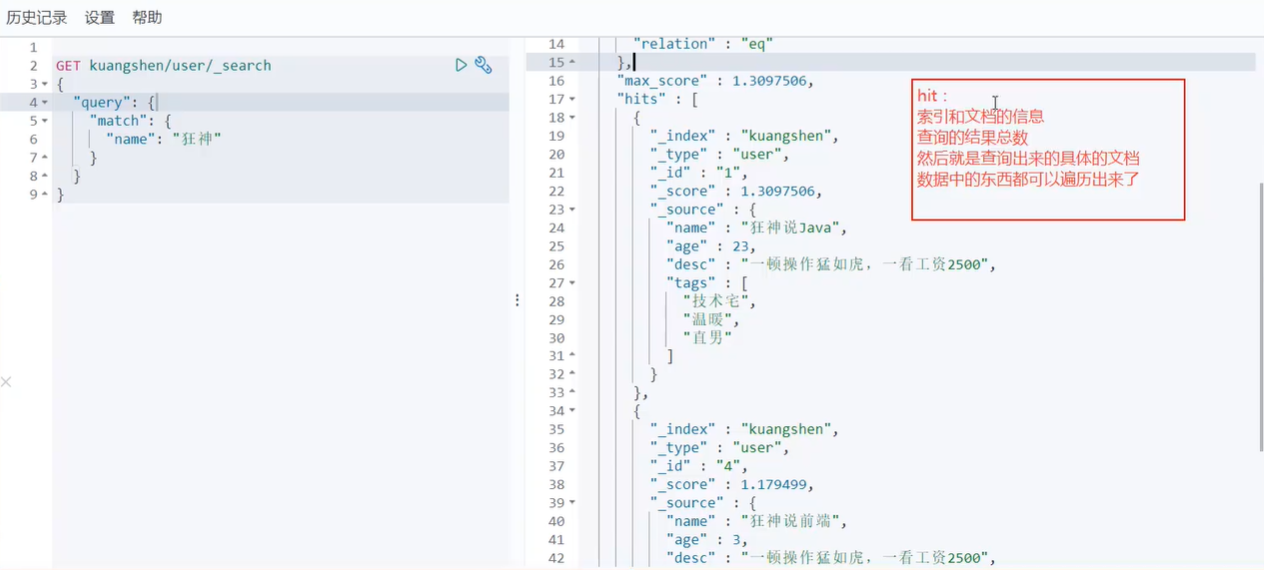 历史记录 设置 帮助
1
2 GET kuangshen/user/_search
3 {
4 "query": {
5 "match": {
6 "name": "狂神"
7 }
8 }
9 }
14 "relation" : "eq"
15 },
16 "max_score" : 1.3097506,
17 "hits" : [
18 {
19 "_index" : "kuangshen",
20 "_type" : "user",
21 "_id" : "1",
22 "_score" : 1.3097506,
23 "_source" : {
24 "name" : "狂神说Java",
25 "age" : 23,
26 "desc" : "一顿操作猛如虎，一看工资2500",
27 "tags" : [
28 "技术宅",
29 "温暖",
30 "直男"
31 ]
32 }
33 },
34 {
35 "_index" : "kuangshen",
36 "_type" : "user",
37 "_id" : "4",
38 "_score" : 1.179499,
39 "_source" : {
40 "name" : "狂神说前端",
41 "age" : 3,
42 "desc" : "一顿操作猛如虎，一看工资2500",
hit：
索引和文档的信息
查询的结果总数
然后就是查询出来的具体的文档
数据中的东西都可以遍历出来了